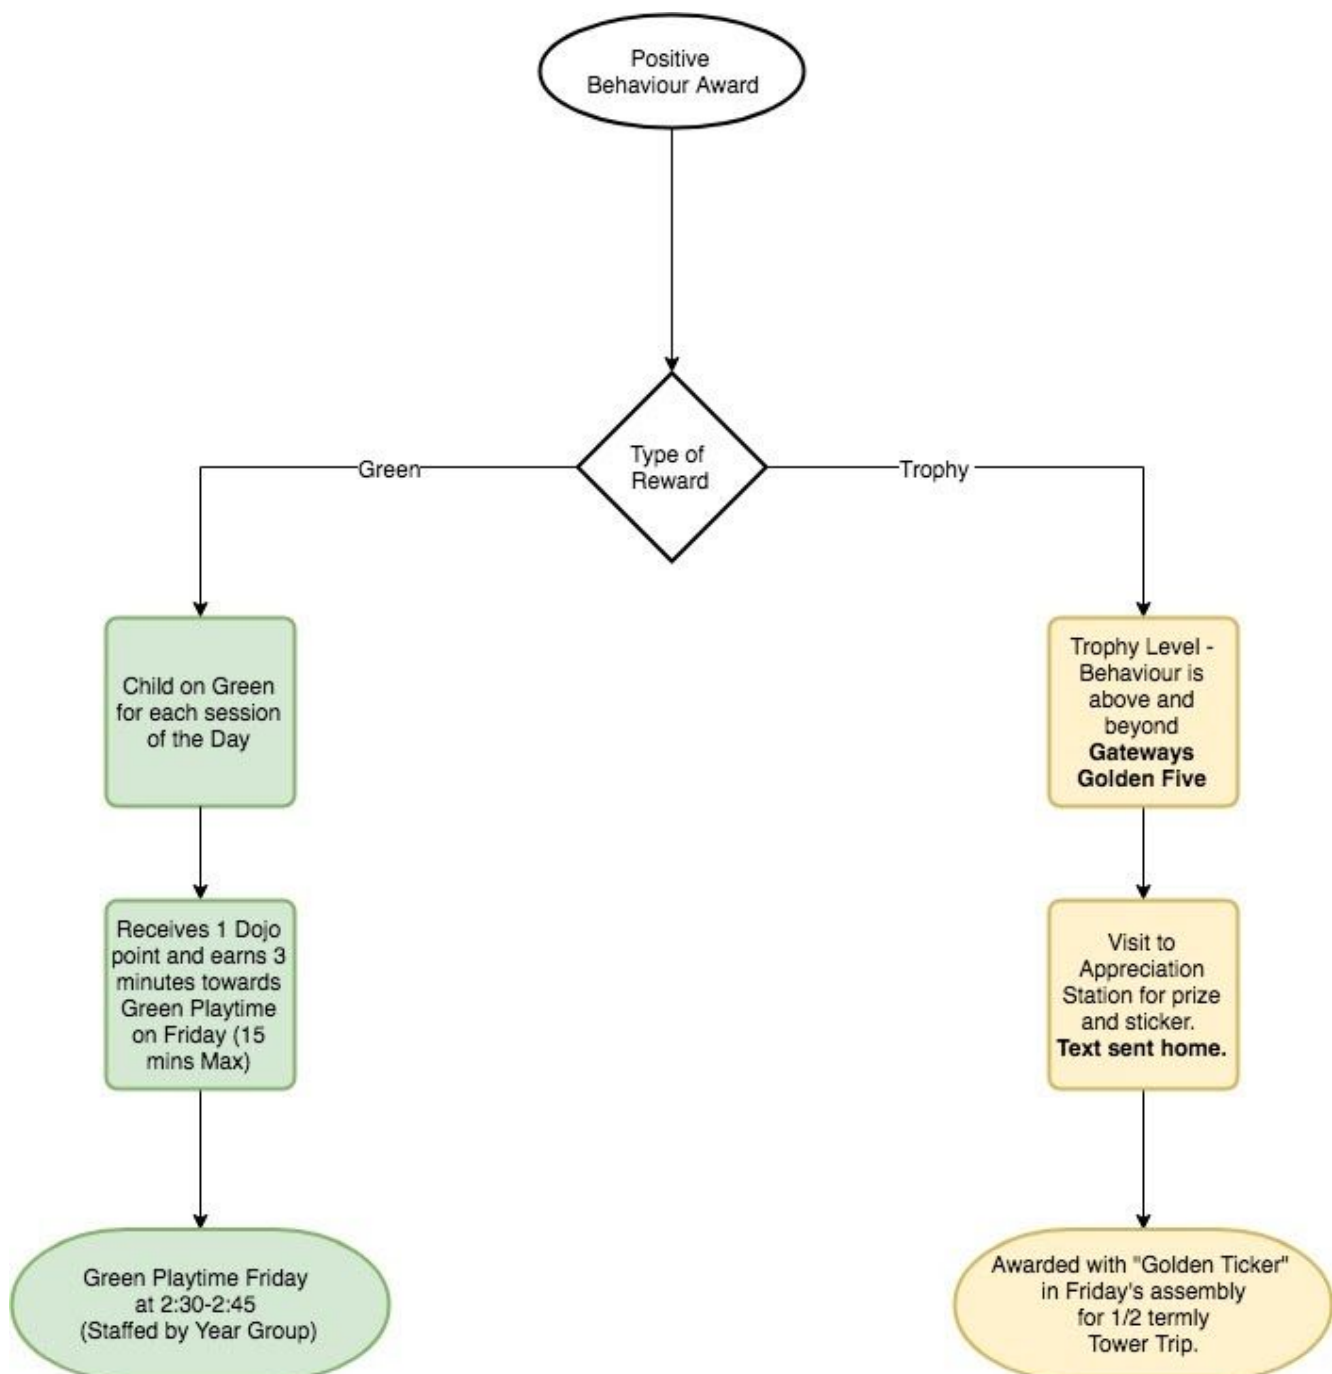 Positive
Behaviour Award
Type of
Reward
Green
Trophy
Child on Green
for each session
of the Day
Trophy Level -
Behaviour is
above and
beyond
Gateways
Golden Five
Receives 1 Dojo
point and earns 3
minutes towards
Green Playtime
on Friday (15
mins Max)
Visit to
Appreciation
Station for prize
and sticker.
Text sent home.
Green Playtime Friday
at 2:30-2:45
(Staffed by Year Group)
Awarded with "Golden Ticker"
in Friday's assembly
for 1/2 termly
Tower Trip.